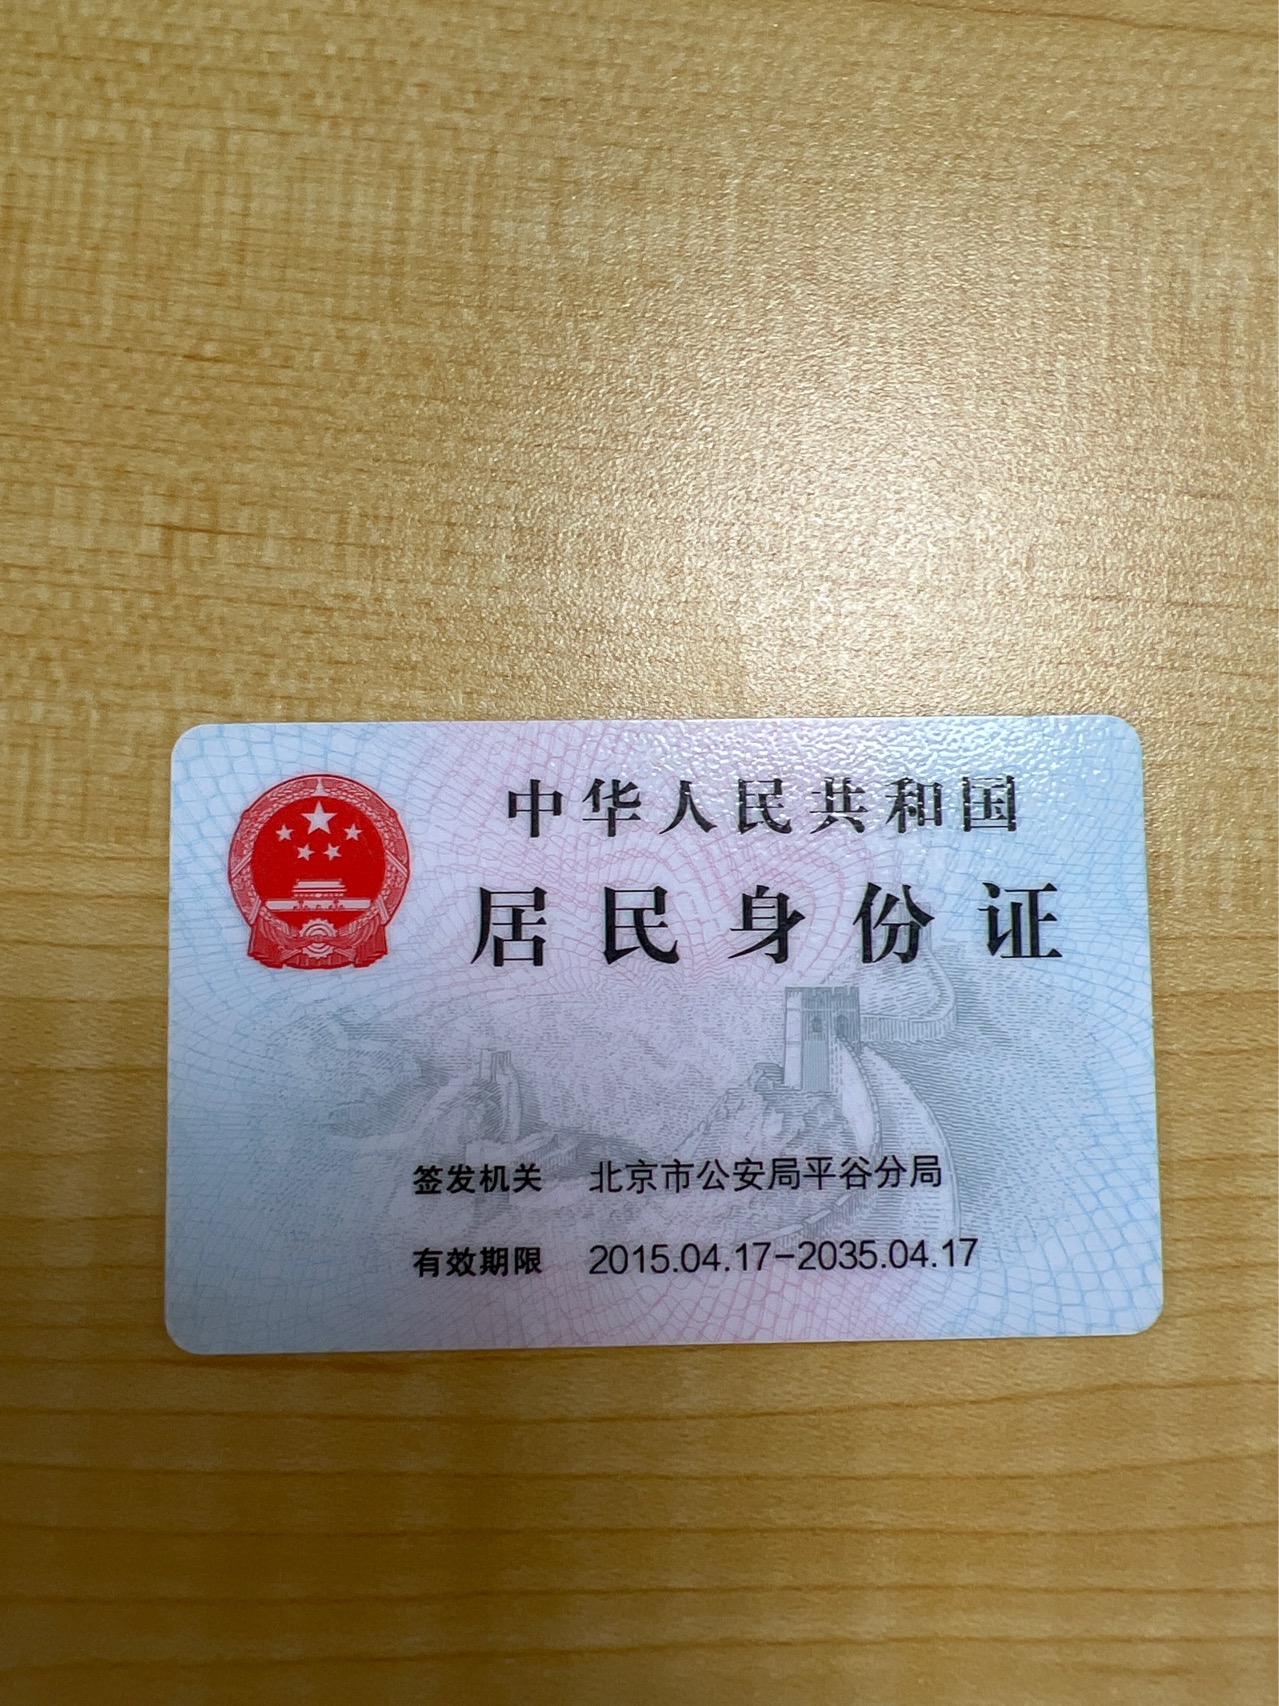 中华人民共和国
居民身份证
签发机关 北京市公安局平谷分局
有效期限 2015.04.17-2035.04.17